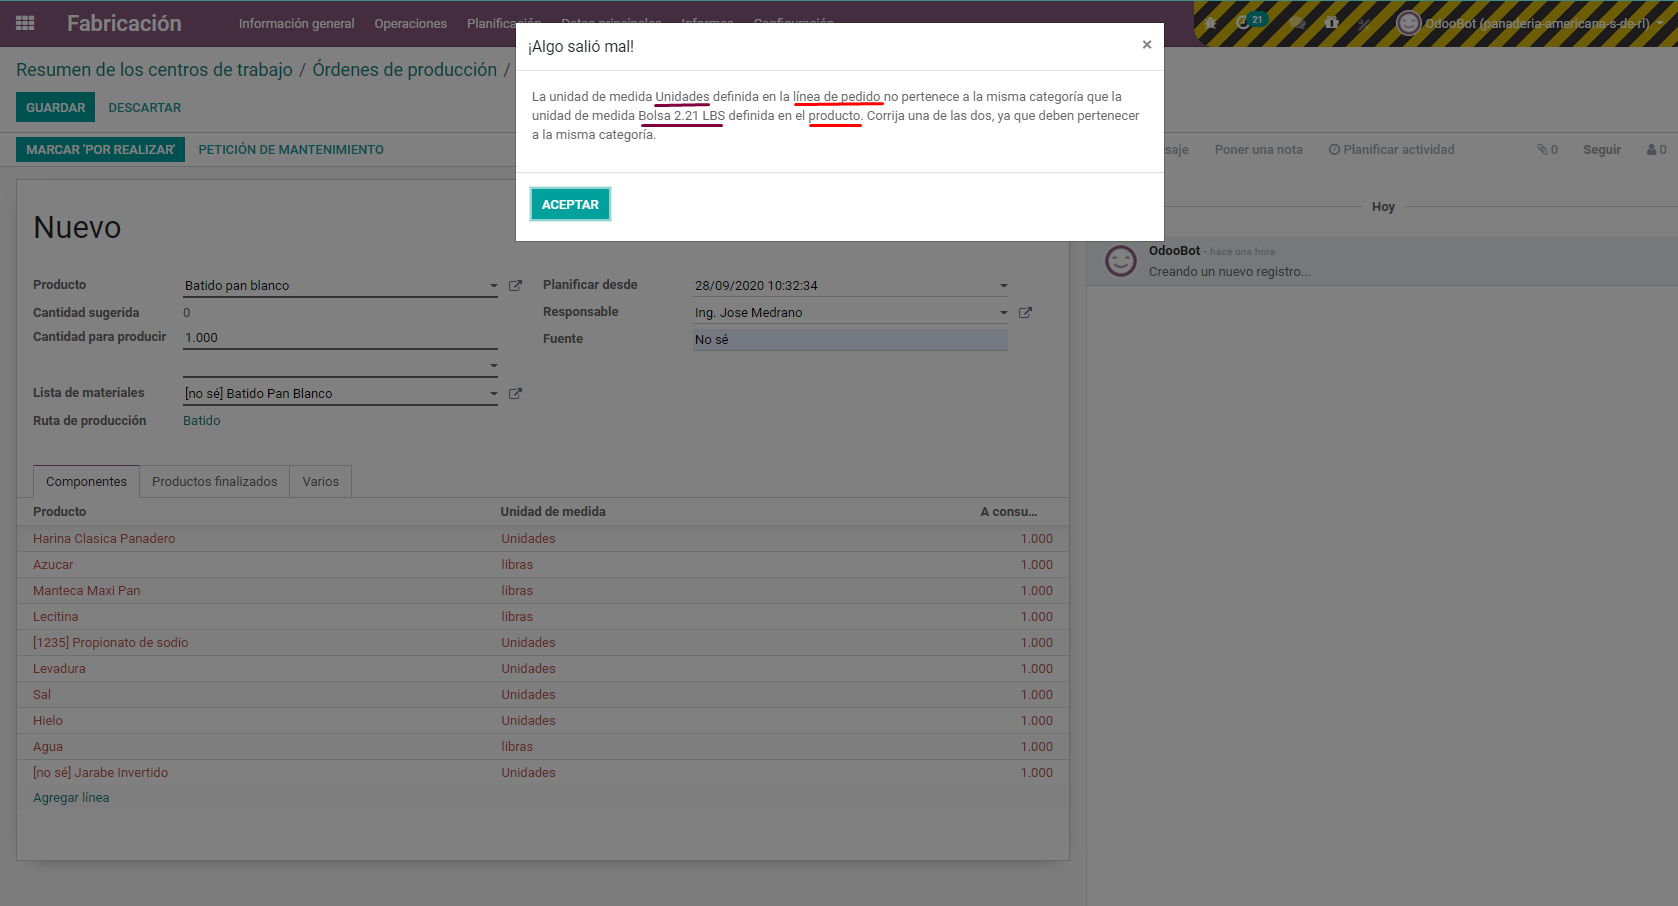 Fabricación
Información general
Operaciones
Planificación
Datos principales
Informes
Configuración
21
OdooBot (panaderia-americana-s-de-rl)
Resumen de los centros de trabajo / Órdenes de producción /
GUARDAR
DESCARTAR
MARCAR 'POR REALIZAR'
PETICIÓN DE MANTENIMIENTO
¡Algo salió mal!
×
La unidad de medida Unidades definida en la línea de pedido no pertenece a la misma categoría que la
unidad de medida Bolsa 2.21 LBS definida en el producto. Corrija una de las dos, ya que deben pertenecer
a la misma categoría.
ACEPTAR
saje
Poner una nota
Planificar actividad
0
Seguir
0
Hoy
OdooBot - hace una hora
Creando un nuevo registro...
Nuevo
Producto
Batido pan blanco
Cantidad sugerida
0
Cantidad para producir
1.000
Lista de materiales
[no sé] Batido Pan Blanco
Ruta de producción
Batido
Planificar desde
28/09/2020 10:32:34
Responsable
Ing. Jose Medrano
Fuente
No sé
Componentes
Productos finalizados
Varios
Producto Unidad de medida A consu...
Harina Clasica Panadero Unidades 1.000
Azucar libras 1.000
Manteca Maxi Pan libras 1.000
Lecitina libras 1.000
[1235] Propionato de sodio Unidades 1.000
Levadura Unidades 1.000
Sal Unidades 1.000
Hielo Unidades 1.000
Agua libras 1.000
[no sé] Jarabe Invertido Unidades 1.000
Agregar línea